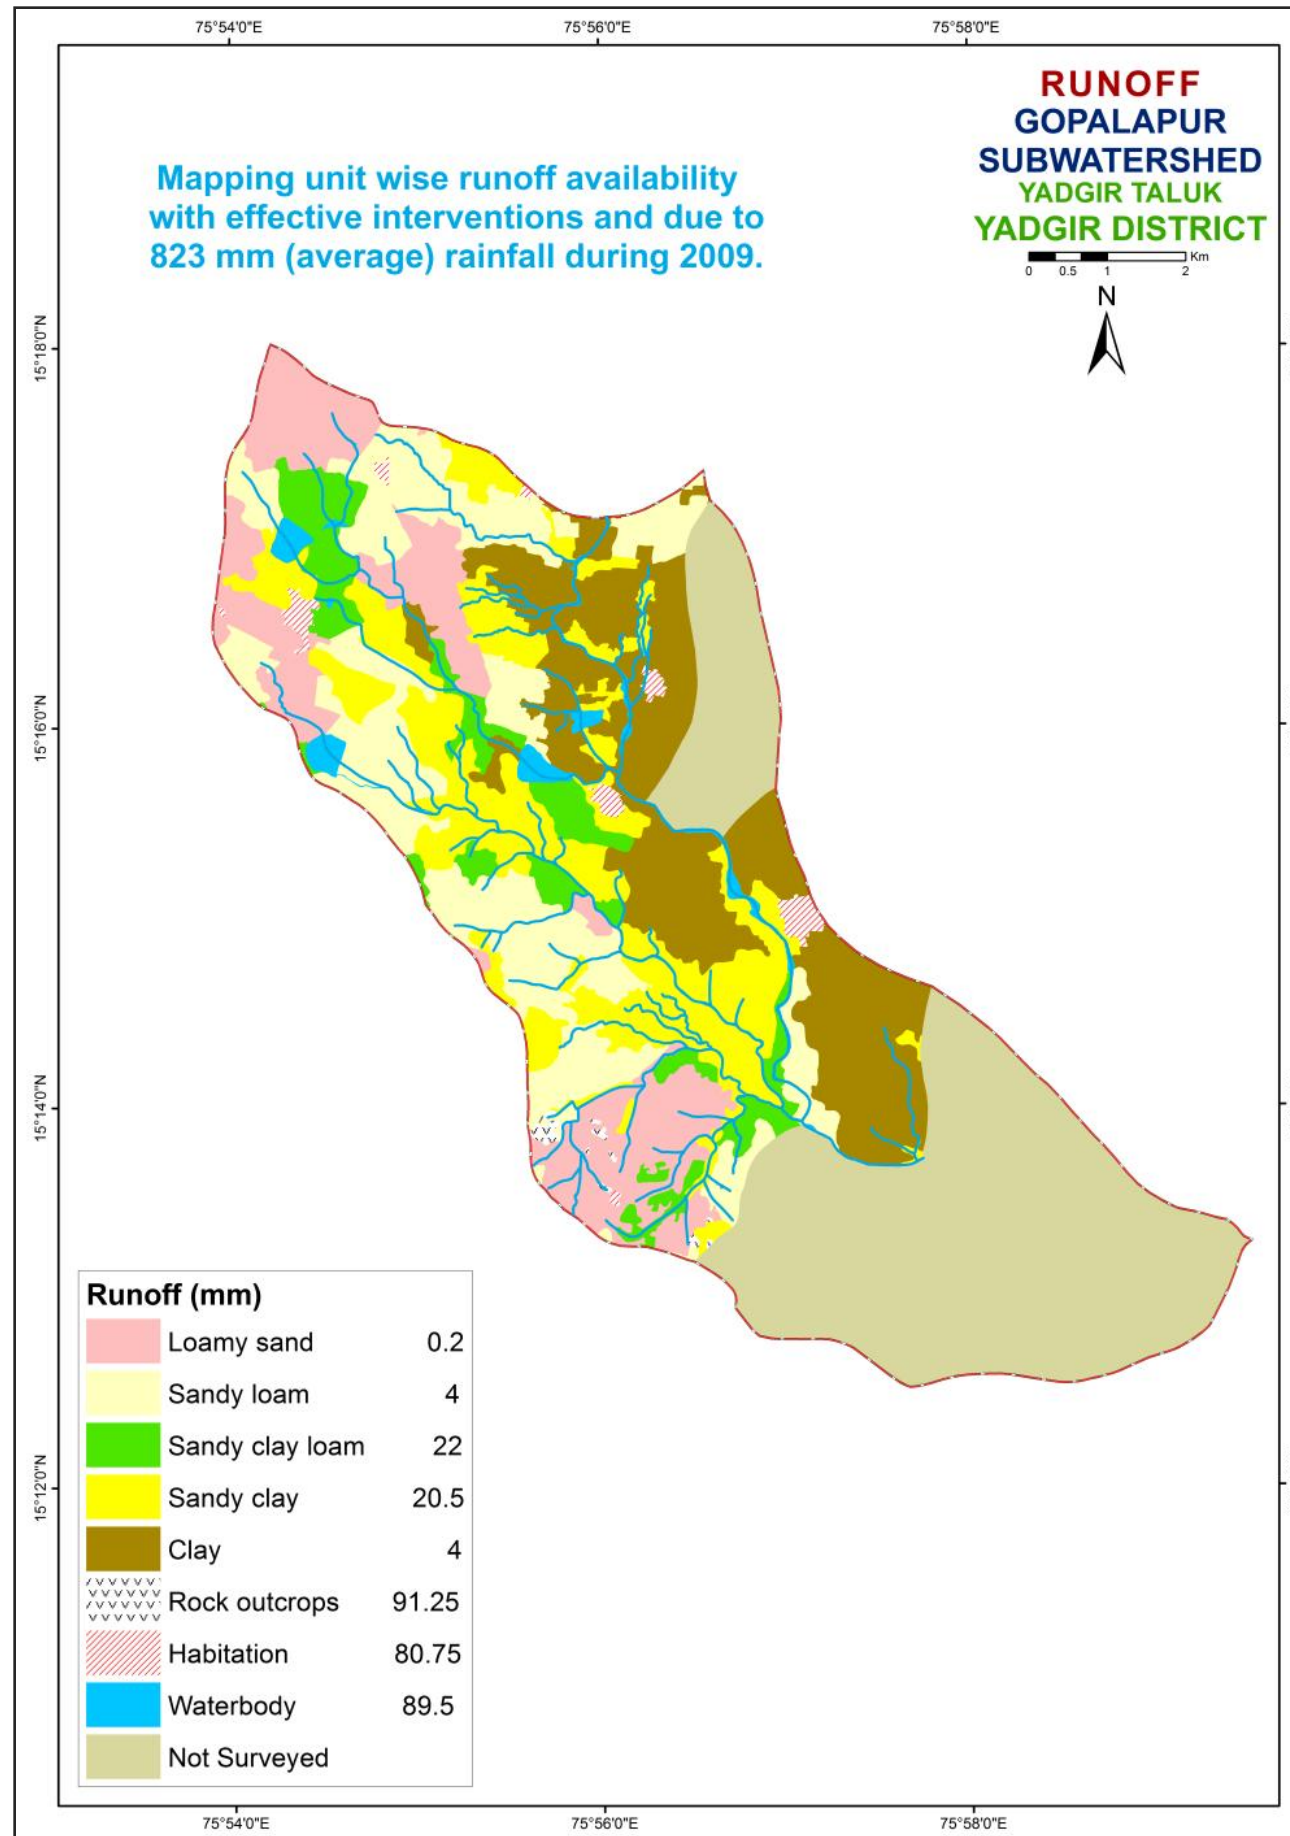 75°54'0"E
75°56'0"E
75°58'0"E
RUNOFF
GOPALAPUR
SUBWATERSHED
YADGIR TALUK
YADGIR DISTRICT
Km
0 0.5 1 2
N
Mapping unit wise runoff availability
with effective interventions and due to
823 mm (average) rainfall during 2009.
15°18'0"N
15°16'0"N
15°14'0"N
15°12'0"N
Runoff (mm)
Loamy sand 0.2
Sandy loam 4
Sandy clay loam 22
Sandy clay 20.5
Clay 4
Rock outcrops 91.25
Habitation 80.75
Waterbody 89.5
Not Surveyed
75°54'0"E
75°56'0"E
75°58'0"E